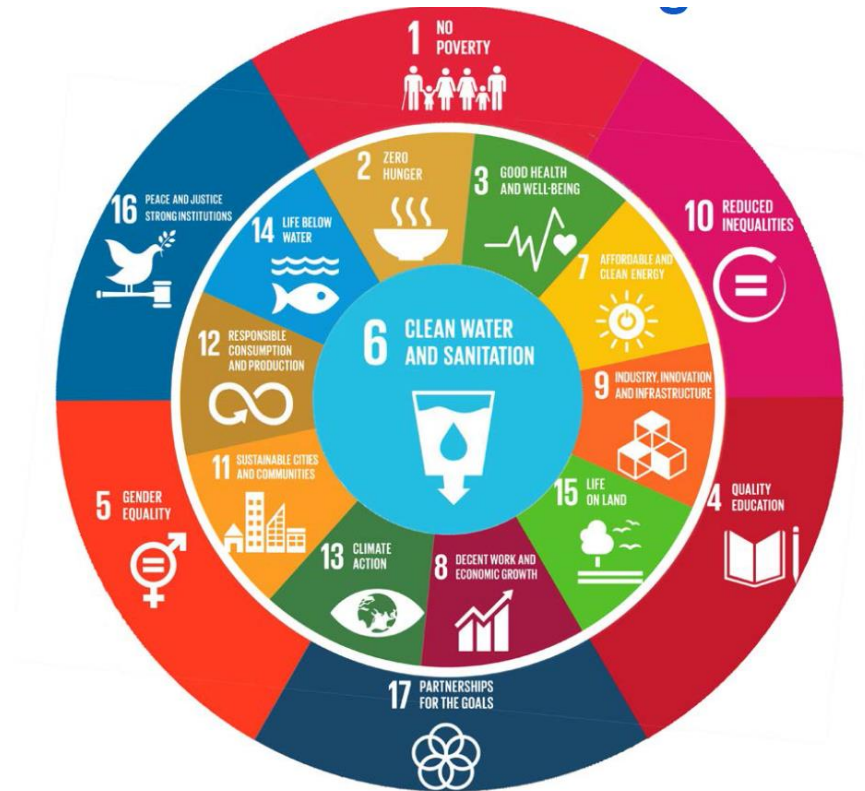 1 NO
POVERTY
16 PEACE AND JUSTICE
STRONG INSTITUTIONS
10 REDUCED
INEQUALITIES
2 ZERO
HUNGER
3 GOOD HEALTH
AND WELL-BEING
14 LIFE BELOW
WATER
7 AFFORDABLE AND
CLEAN ENERGY
12 RESPONSIBLE
CONSUMPTION
AND PRODUCTION
6 CLEAN WATER
AND SANITATION
9 INDUSTRY, INNOVATION
AND INFRASTRUCTURE
11 SUSTAINABLE CITIES
AND COMMUNITIES
15 LIFE
ON LAND
5 GENDER
EQUALITY
4 QUALITY
EDUCATION
13 CLIMATE
ACTION
8 DECENT WORK AND
ECONOMIC GROWTH
17 PARTNERSHIPS
FOR THE GOALS